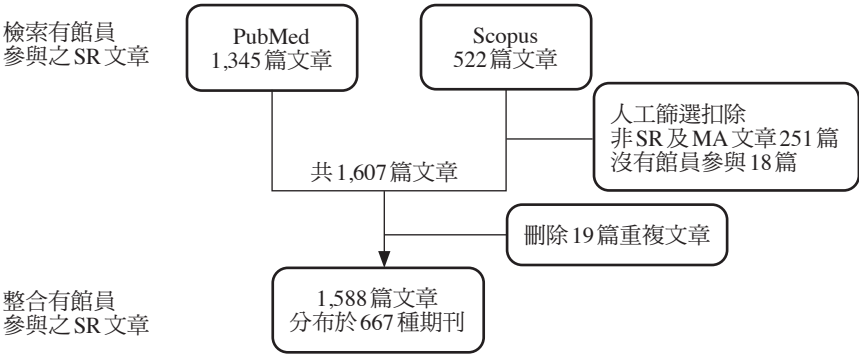 檢索有館員
參與之SR文章
PubMed
1,345篇文章
Scopus
522篇文章
人工篩選扣除
非SR及MA文章251篇
沒有館員參與18篇
共1,607篇文章
刪除19篇重複文章
整合有館員
參與之SR文章
1,588篇文章
分布於667種期刊